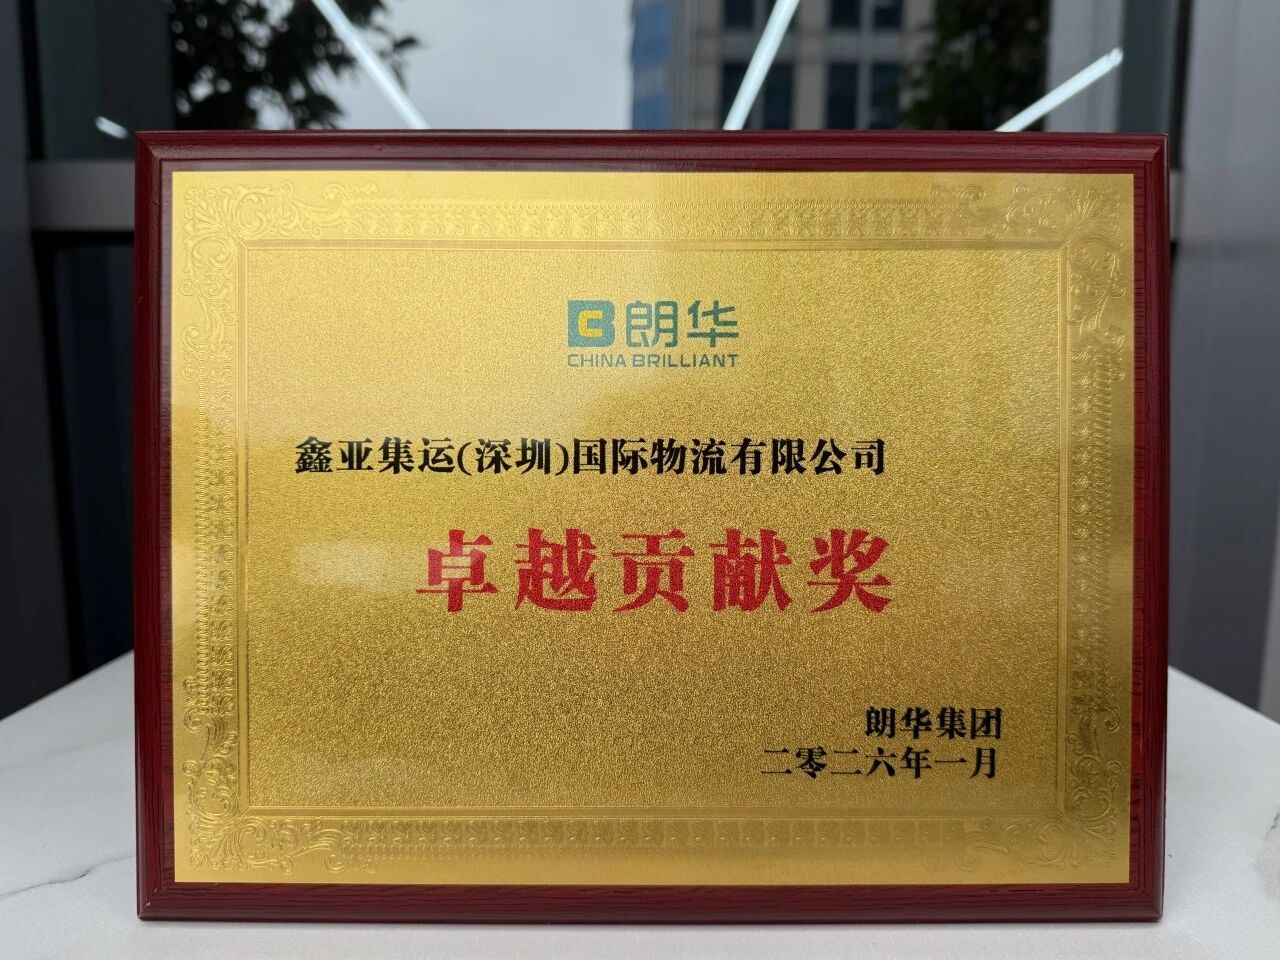 朗华
CHINA BRILLIANT
鑫亚集运(深圳)国际物流有限公司
卓越贡献奖
朗华集团
二零二六年一月